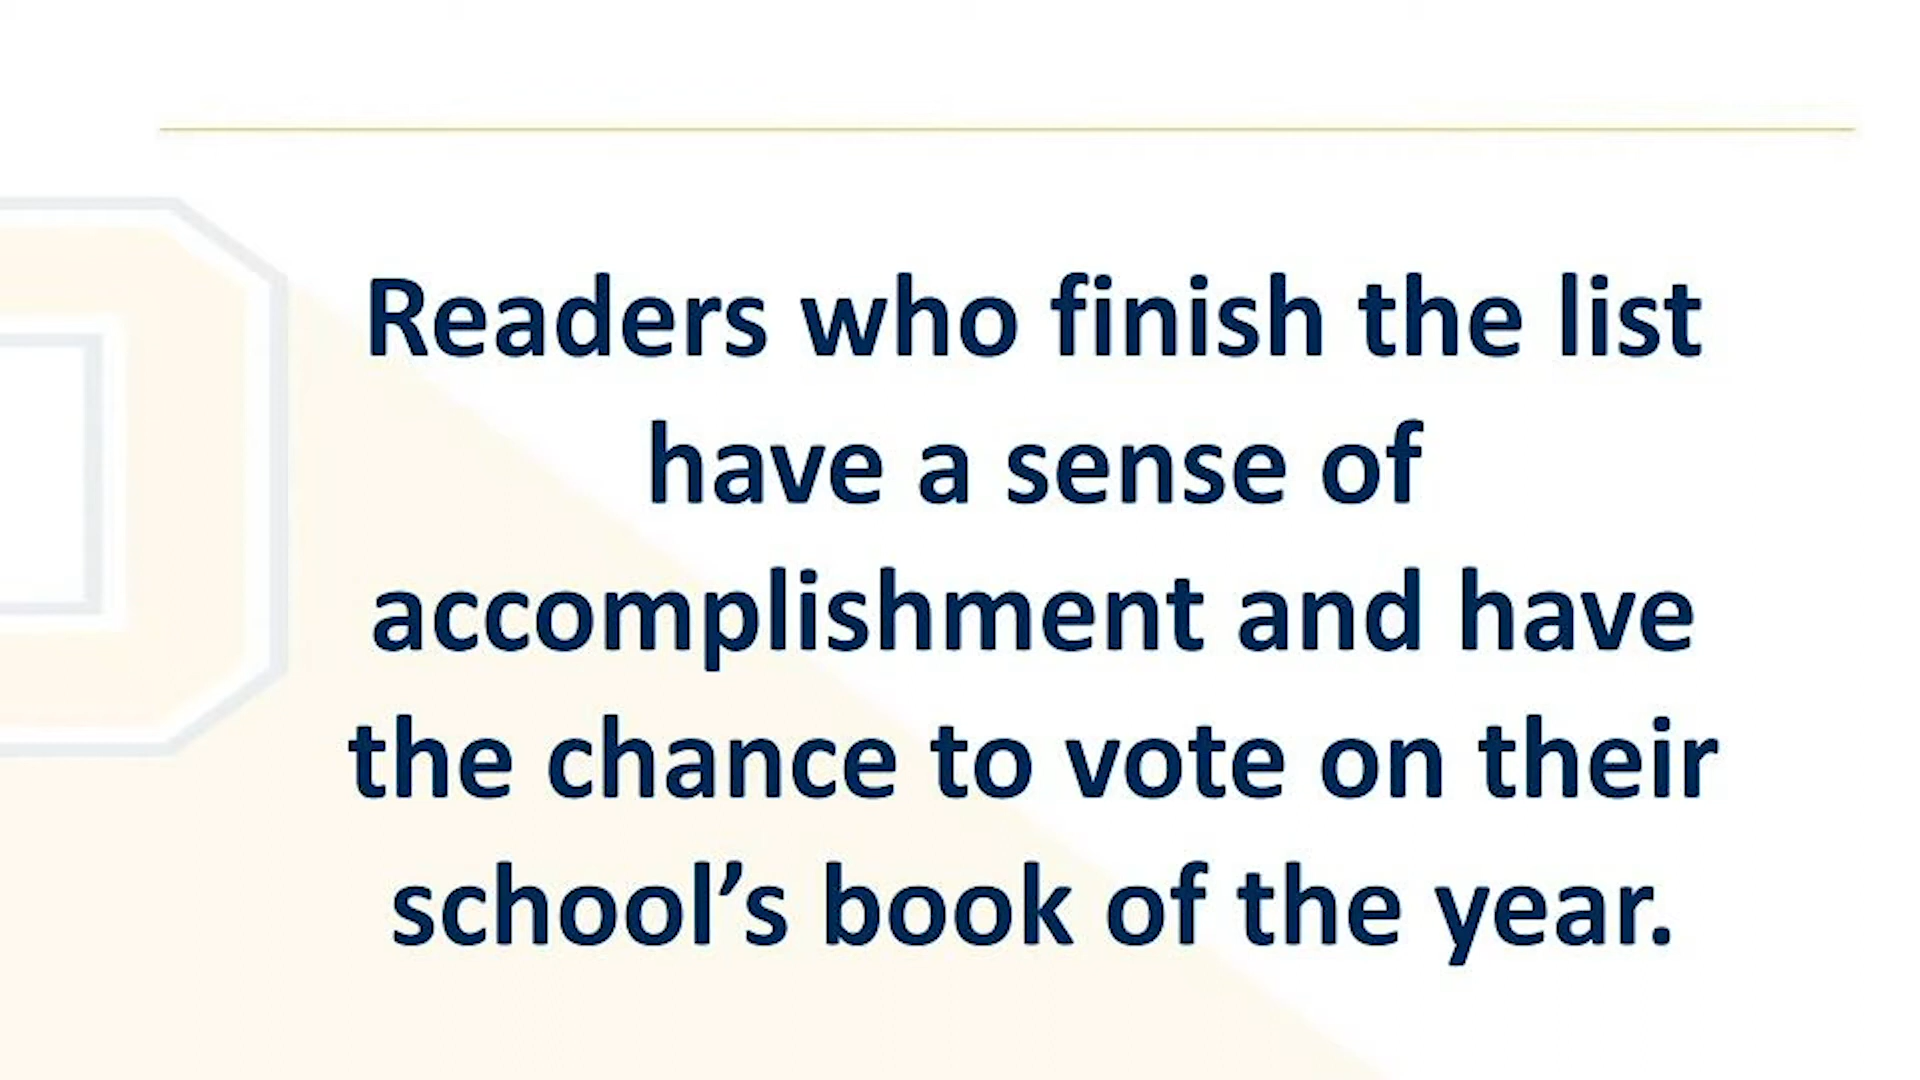 Readers who finish the list
have a sense of
accomplishment and have
the chance to vote on their
school’s book of the year.